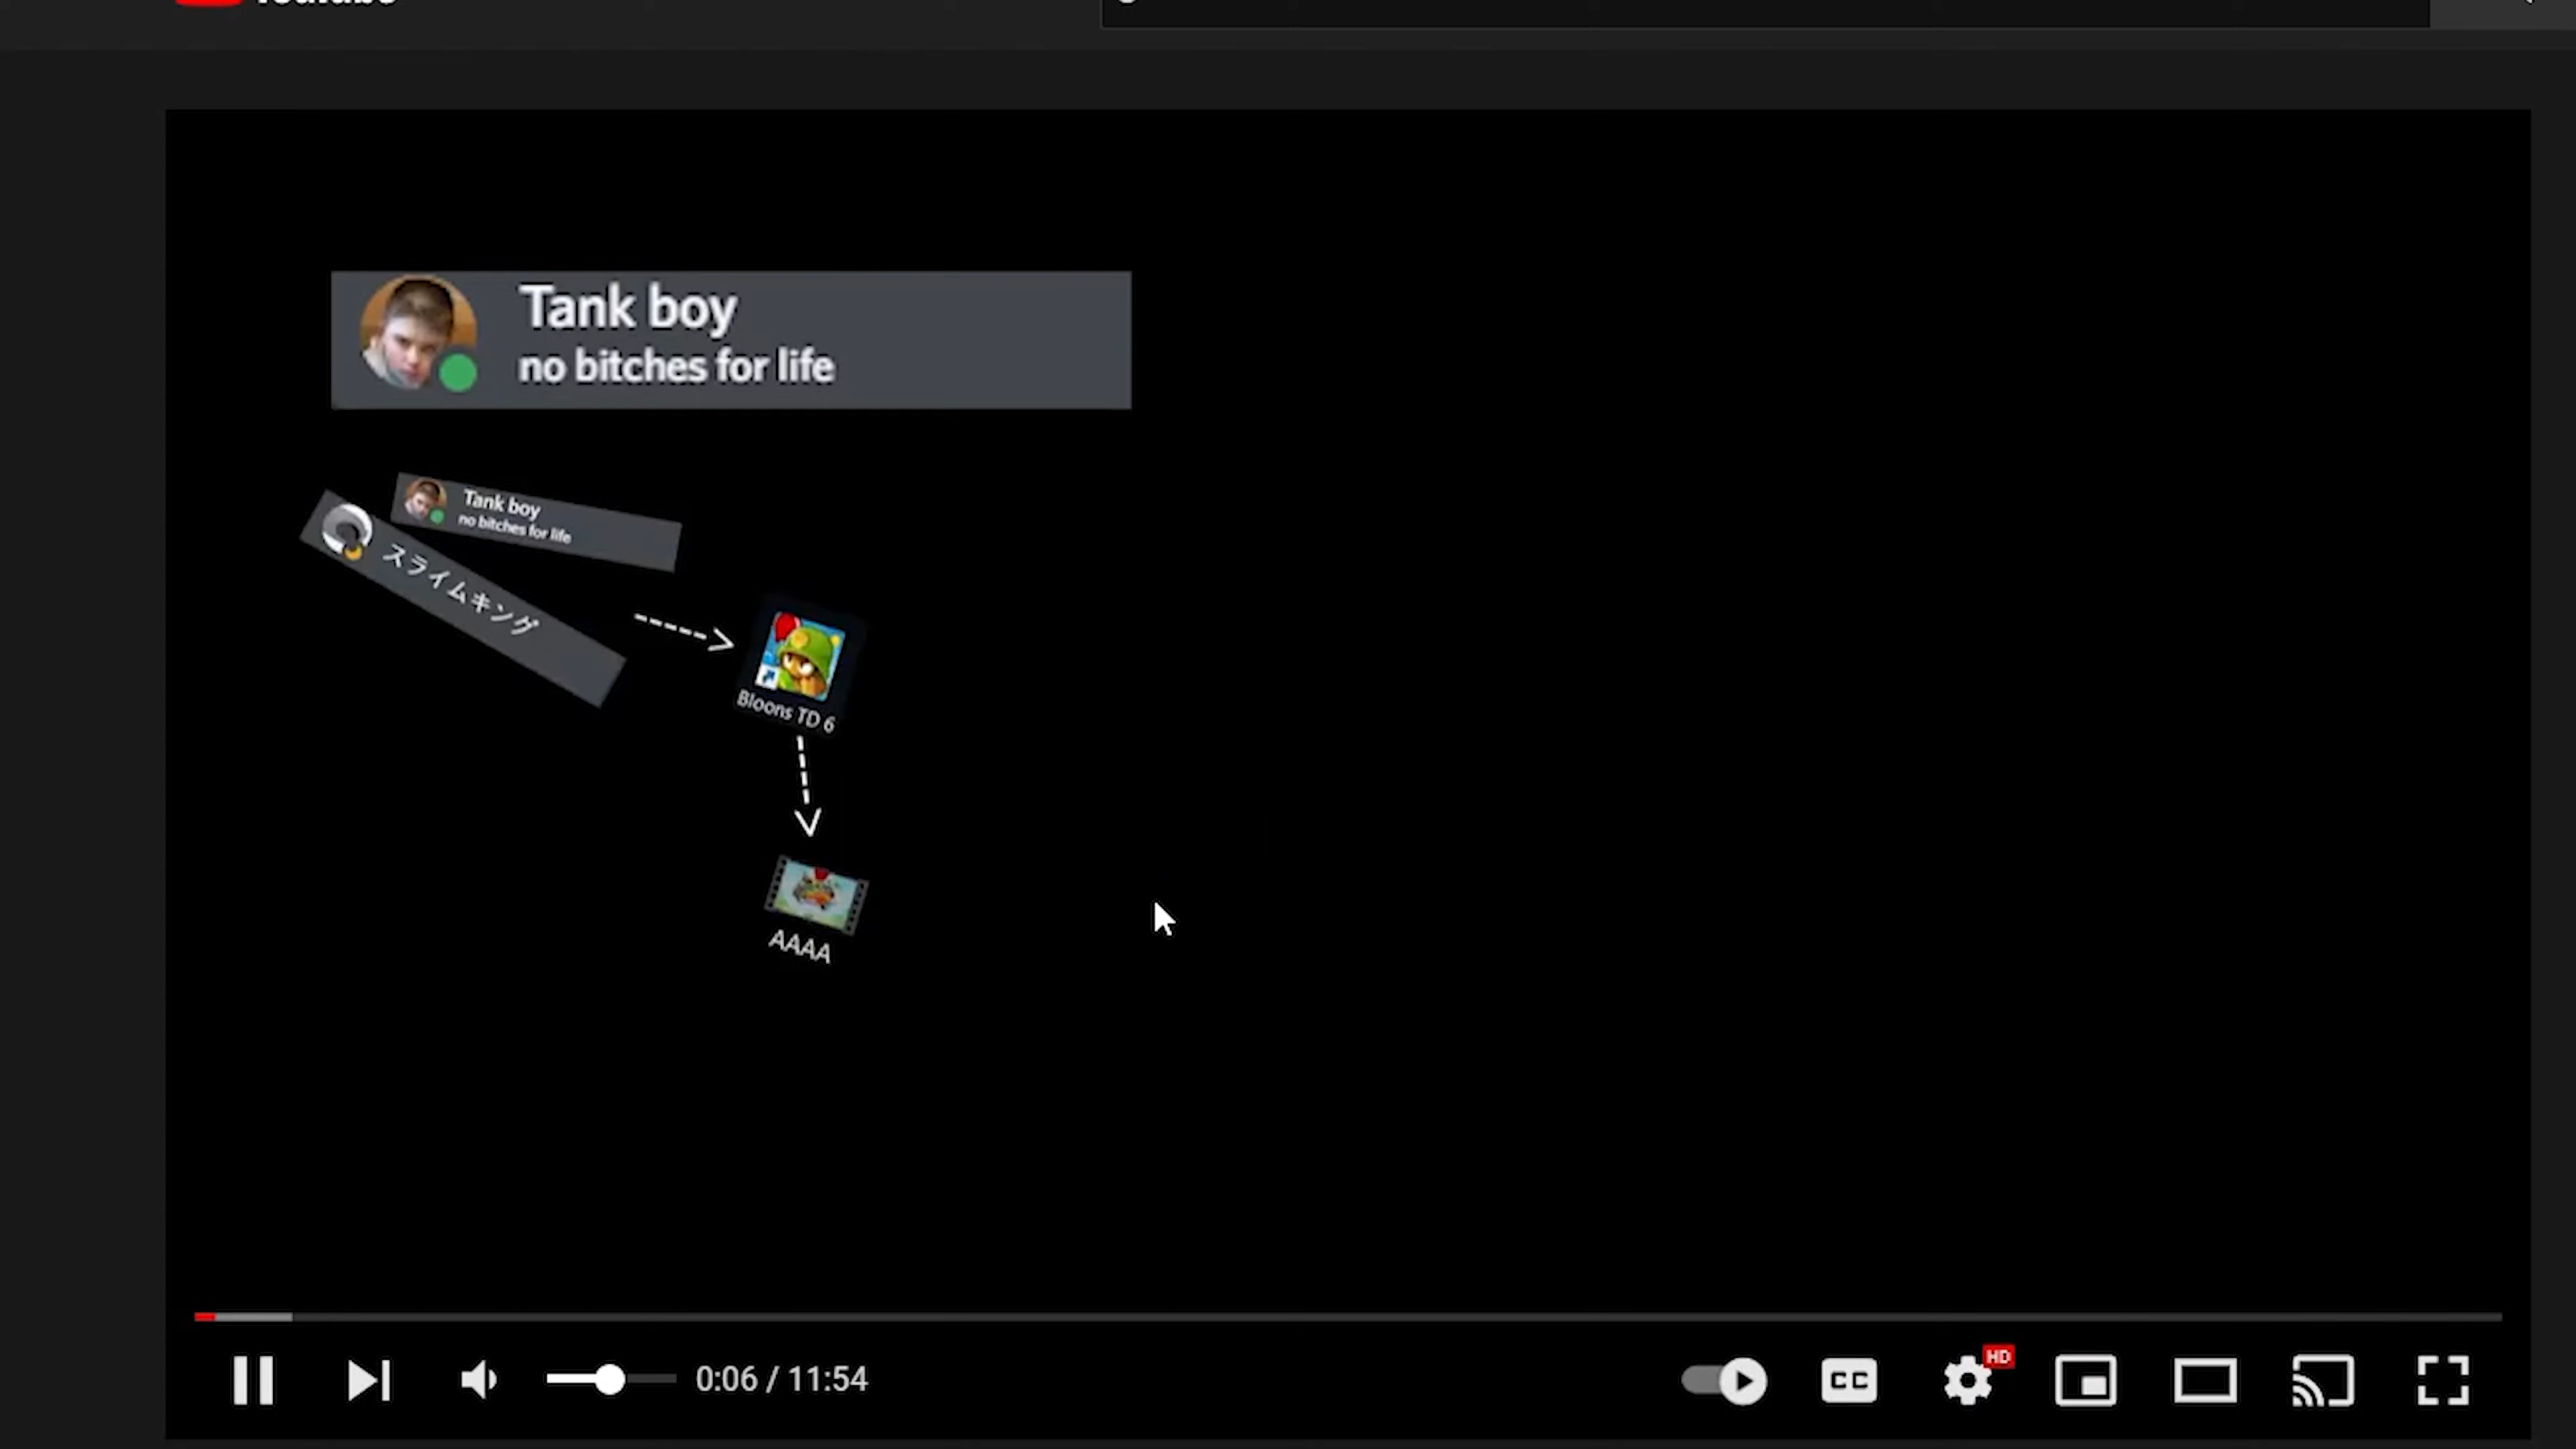 Tank boy
no bitches for life
Tank boy
no bitches for life
スライムキング
Bloons TD 6
AAAA
0:06 / 11:54
CC
HD